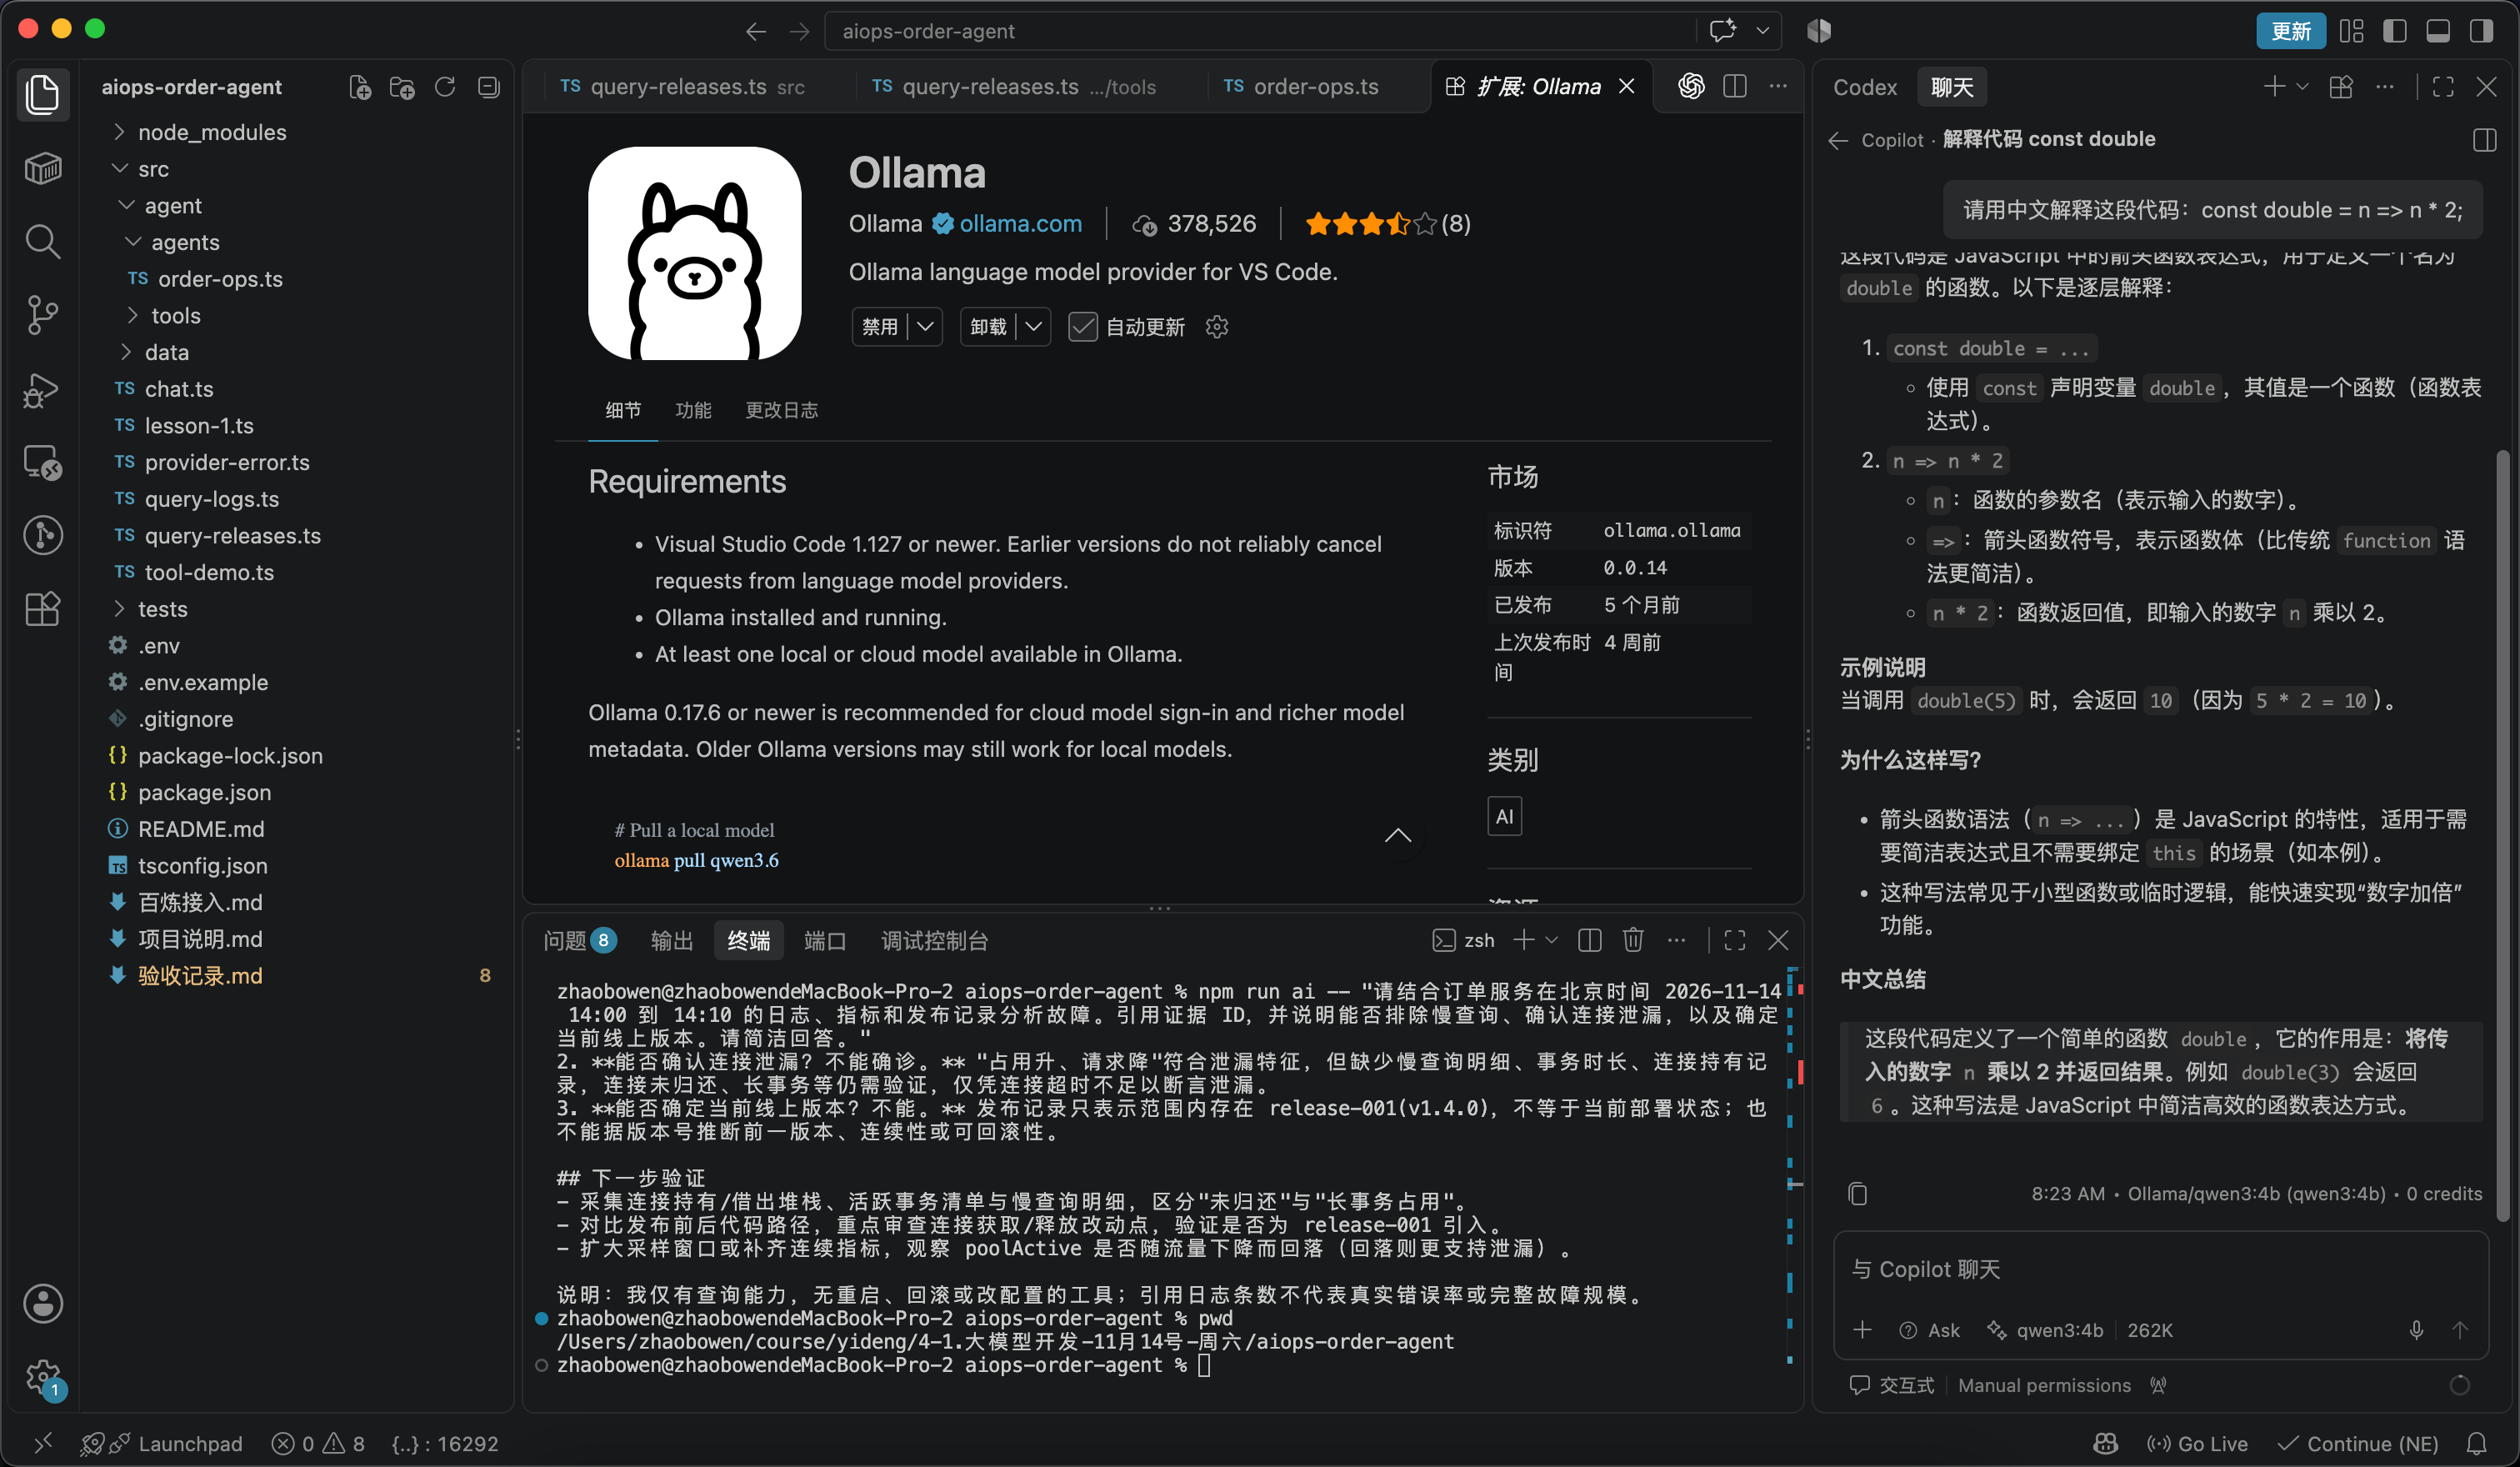 aiops-order-agent
更新
aiops-order-agent
node_modules
src
agent
agents
TS order-ops.ts
tools
data
TS chat.ts
TS lesson-1.ts
TS provider-error.ts
TS query-logs.ts
TS query-releases.ts
TS tool-demo.ts
tests
.env
.env.example
.gitignore
{} package-lock.json
{} package.json
README.md
TS tsconfig.json
百炼接入.md
项目说明.md
验收记录.md 8
1
TS query-releases.ts src
TS query-releases.ts .../tools
TS order-ops.ts
扩展: Ollama
Ollama
Ollama ollama.com 378,526 (8)
Ollama language model provider for VS Code.
禁用 卸载 自动更新
细节 功能 更改日志
Requirements
• Visual Studio Code 1.127 or newer. Earlier versions do not reliably cancel
requests from language model providers.
• Ollama installed and running.
• At least one local or cloud model available in Ollama.
Ollama 0.17.6 or newer is recommended for cloud model sign-in and richer model
metadata. Older Ollama versions may still work for local models.
# Pull a local model
ollama pull qwen3.6
市场
标识符 ollama.ollama
版本 0.0.14
已发布 5 个月前
上次发布时 4 周前
间
类别
AI
资源
问题 8 输出 终端 端口 调试控制台
zsh
zhaobowen@zhaobowendeMacBook-Pro-2 aiops-order-agent % npm run ai -- "请结合订单服务在北京时间 2026-11-14
14:00 到 14:10 的日志、指标和发布记录分析故障。引用证据 ID，并说明能否排除慢查询、确认连接泄漏，以及确定
当前线上版本。请简洁回答。"
2. **能否确认连接泄漏？不能确诊。** "占用升、请求降"符合泄漏特征，但缺少慢查询明细、事务时长、连接持有记
录，连接未归还、长事务等仍需验证，仅凭连接超时不足以断言泄漏。
3. **能否确定当前线上版本？不能。** 发布记录只表示范围内存在 release-001(v1.4.0)，不等于当前部署状态；也
不能据版本号推断前一版本、连续性或可回滚性。
## 下一步验证
- 采集连接持有/借出堆栈、活跃事务清单与慢查询明细，区分"未归还"与"长事务占用"。
- 对比发布前后代码路径，重点审查连接获取/释放改动点，验证是否为 release-001 引入。
- 扩大采样窗口或补齐连续指标，观察 poolActive 是否随流量下降而回落（回落则更支持泄漏）。
说明：我仅有查询能力，无重启、回滚或改配置的工具；引用日志条数不代表真实错误率或完整故障规模。
zhaobowen@zhaobowendeMacBook-Pro-2 aiops-order-agent % pwd
/Users/zhaobowen/course/yideng/4-1.大模型开发-11月14号-周六/aiops-order-agent
zhaobowen@zhaobowendeMacBook-Pro-2 aiops-order-agent %
Codex 聊天
Copilot · 解释代码 const double
请用中文解释这段代码：const double = n => n * 2;
这段代码是 JavaScript 中的箭头函数表达式，用于定义一个名为
double 的函数。以下是逐层解释：
1. const double = ...
使用 const 声明变量 double，其值是一个函数（函数表
达式）。
2. n => n * 2
n：函数的参数名（表示输入的数字）。
=>：箭头函数符号，表示函数体（比传统 function 语
法更简洁）。
n * 2：函数返回值，即输入的数字 n 乘以 2。
示例说明
当调用 double(5) 时，会返回 10（因为 5 * 2 = 10）。
为什么这样写？
• 箭头函数语法（n => ...）是 JavaScript 的特性，适用于需
要简洁表达式且不需要绑定 this 的场景（如本例）。
• 这种写法常见于小型函数或临时逻辑，能快速实现“数字加倍”
功能。
中文总结
这段代码定义了一个简单的函数 double，它的作用是：将传
入的数字 n 乘以 2 并返回结果。例如 double(3) 会返回
6。这种写法是 JavaScript 中简洁高效的函数表达方式。
8:23 AM • Ollama/qwen3:4b (qwen3:4b) • 0 credits
与 Copilot 聊天
Ask qwen3:4b 262K
交互式 Manual permissions
Launchpad 0 8 {..} : 16292
Go Live Continue (NE)